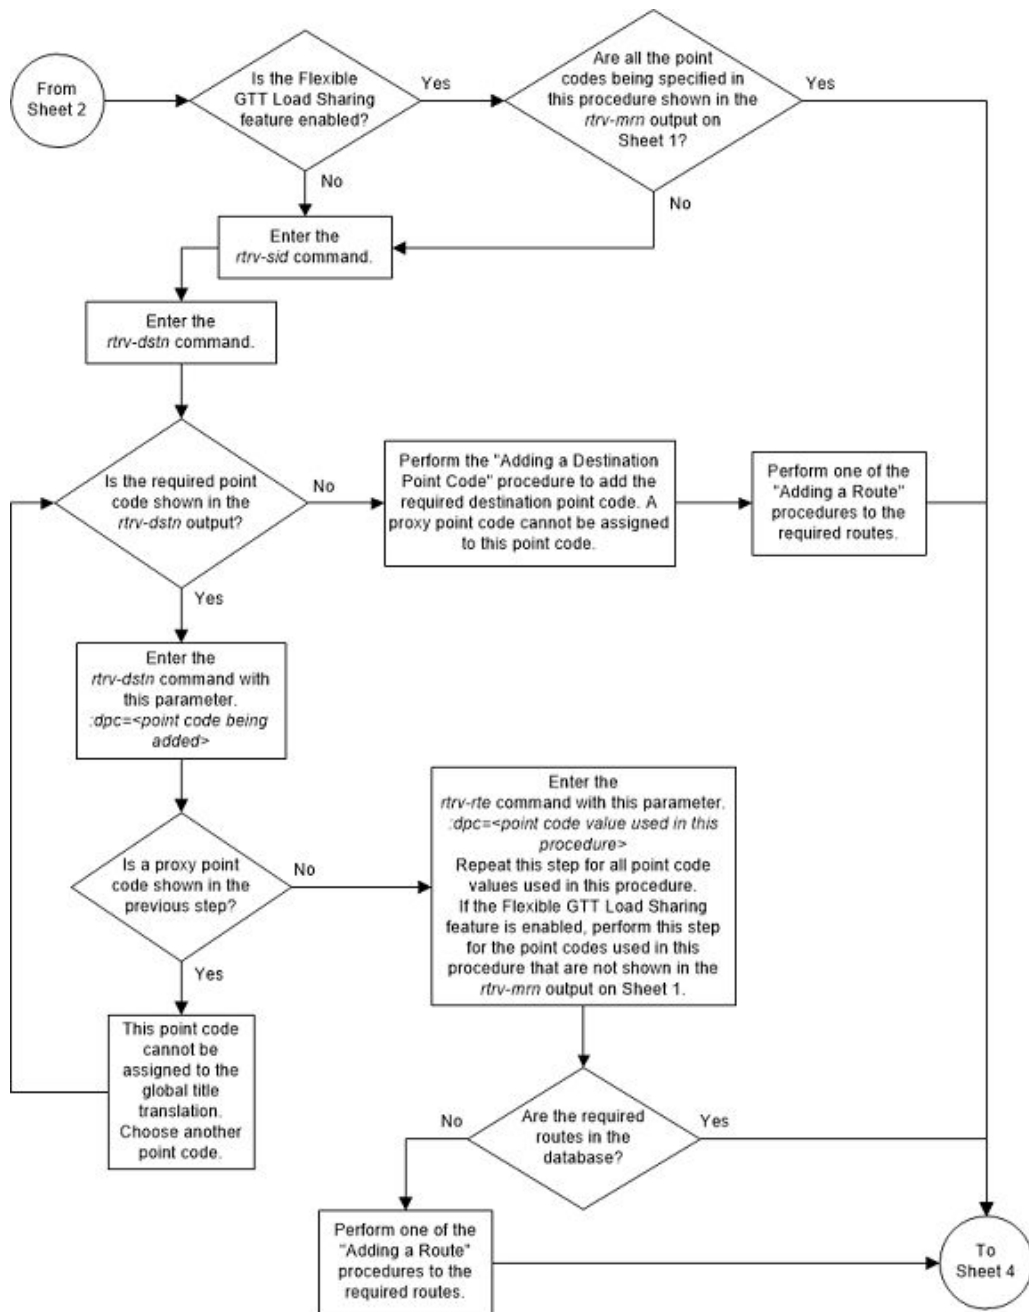 From
Sheet 2
Is the Flexible
GTT Load Sharing
feature enabled?
Yes
Are all the point
codes being specified in
this procedure shown in the
rtrv-mrn output on
Sheet 1?
Yes
No
No
Enter the
rtrv-sid command.
Enter the
rtrv-dstn command.
Is the required point
code shown in the
rtrv-dstn output?
No
Perform the "Adding a Destination
Point Code" procedure to add the
required destination point code. A
proxy point code cannot be assigned
to this point code.
Perform one of the
"Adding a Route"
procedures to the
required routes.
Yes
Enter the
rtrv-dstn command with
this parameter.
:dpc=<point code being
added>
Is a proxy point
code shown in the
previous step?
No
Enter the
rtrv-rte command with this parameter.
:dpc=<point code value used in this
procedure>
Repeat this step for all point code
values used in this procedure.
If the Flexible GTT Load Sharing
feature is enabled, perform this step
for the point codes used in this
procedure that are not shown in the
rtrv-mrn output on Sheet 1.
Yes
This point code
cannot be
assigned to the
global title
translation.
Choose another
point code.
Are the required
routes in the
database?
No
Yes
Perform one of the
"Adding a Route"
procedures to the
required routes.
To
Sheet 4